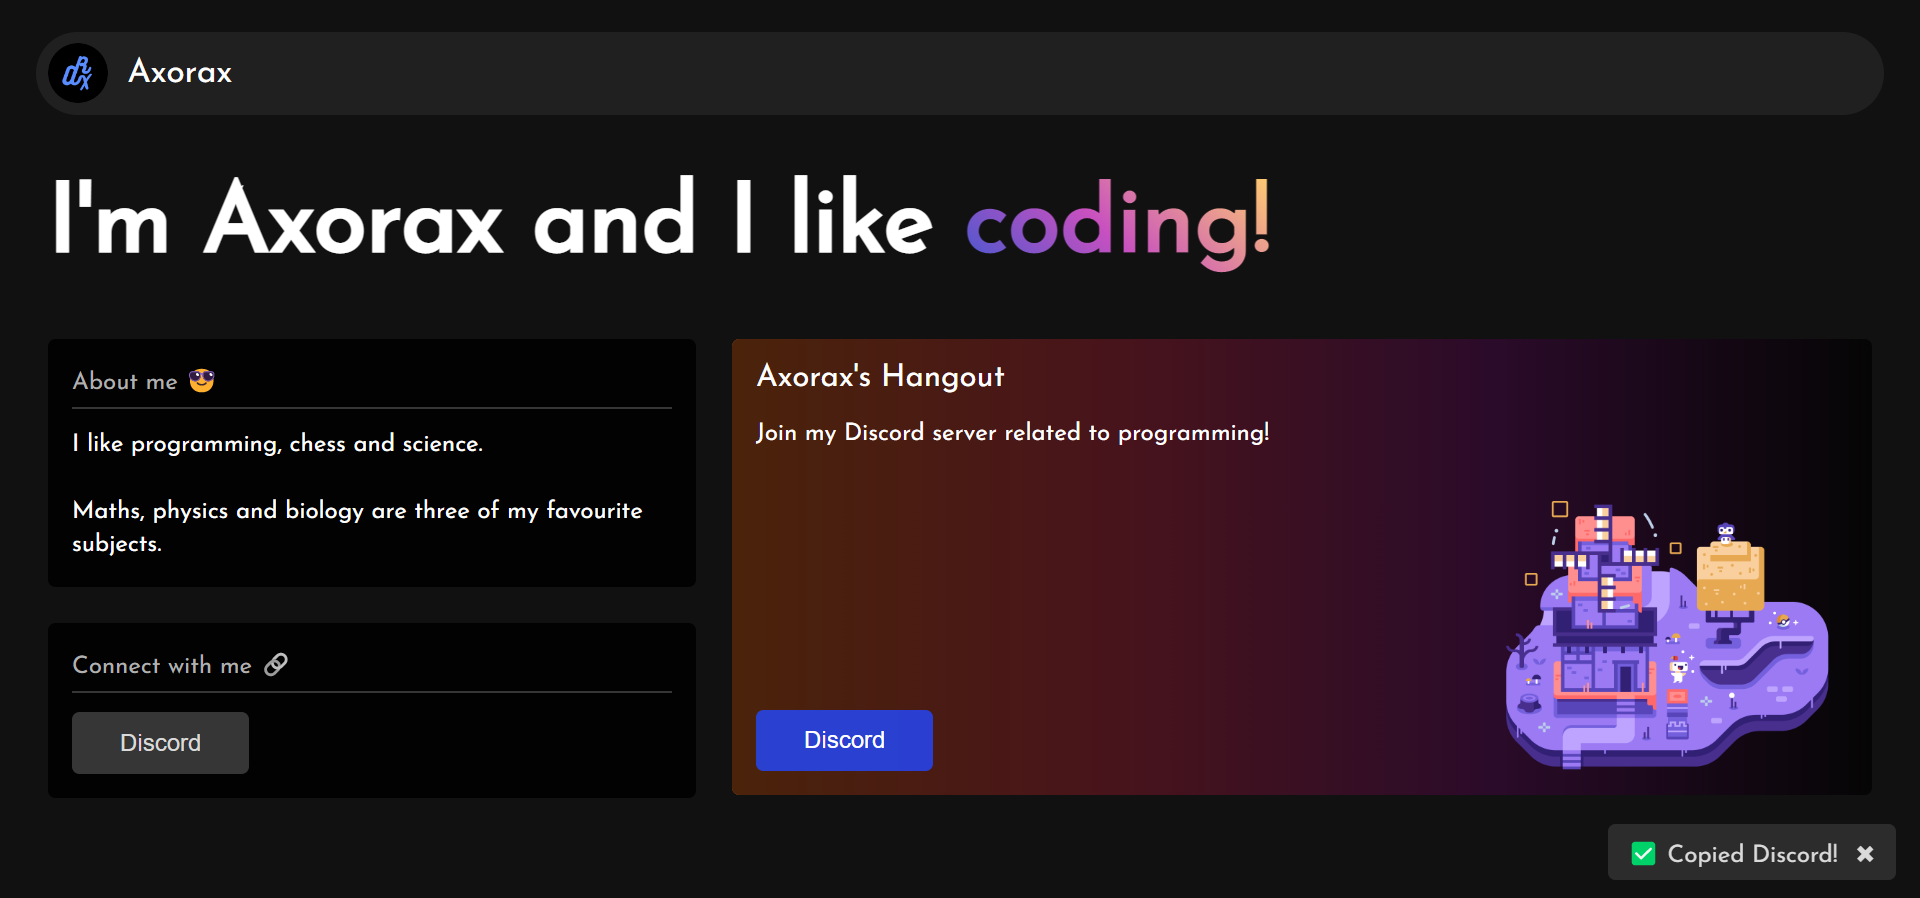 Axorax
I'm Axorax and I like coding!
About me 😎
I like programming, chess and science.
Maths, physics and biology are three of my favourite
subjects.
Connect with me 🔗
Discord
Axorax's Hangout
Join my Discord server related to programming!
Discord
✅ Copied Discord! ✖